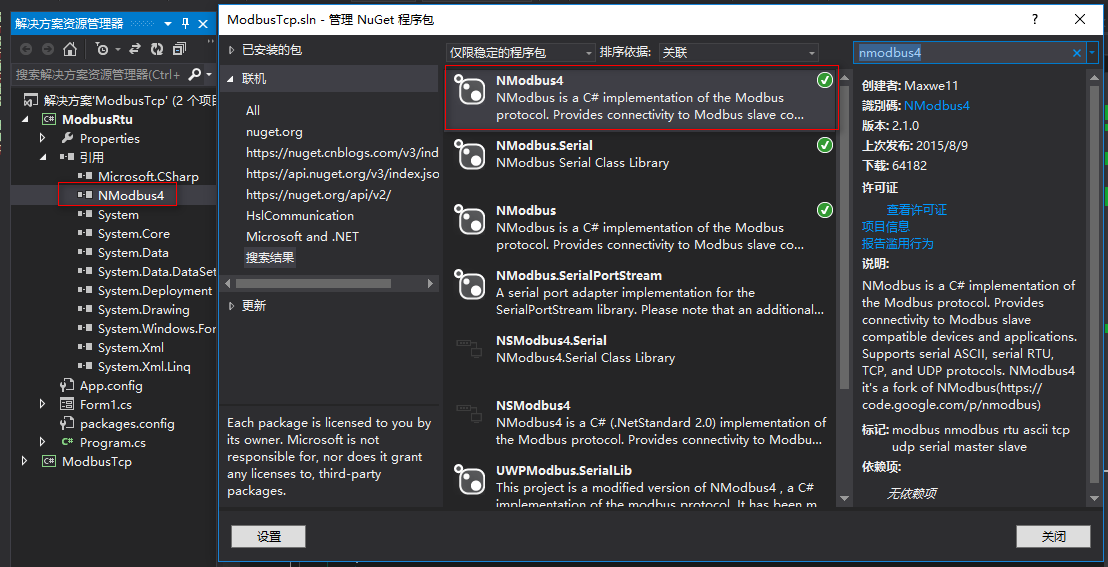 解决方案资源管理器
搜索解决方案资源管理器(Ctrl+
解决方案'ModbusTcp' (2 个项目
ModbusRtu
Properties
引用
Microsoft.CSharp
NModbus4
System
System.Core
System.Data
System.Data.DataSet
System.Deployment
System.Drawing
System.Windows.For
System.Xml
System.Xml.Linq
App.config
Form1.cs
packages.config
Program.cs
ModbusTcp
ModbusTcp.sln - 管理 NuGet 程序包
已安装的包
联机
All
nuget.org
https://nuget.cnblogs.com/v3/ind
https://api.nuget.org/v3/index.jso
https://nuget.org/api/v2/
HslCommunication
Microsoft and .NET
搜索结果
更新
Each package is licensed to you by
its owner. Microsoft is not
responsible for, nor does it grant
any licenses to, third-party
packages.
设置
仅限稳定的程序包 排序依据: 关联
NModbus4
NModbus is a C# implementation of the Modbus
protocol. Provides connectivity to Modbus slave co...
NModbus.Serial
NModbus Serial Class Library
NModbus
NModbus is a C# implementation of the Modbus
protocol. Provides connectivity to Modbus slave co...
NModbus.SerialPortStream
A serial port adapter implementation for the
SerialPortStream library. Please note that an additional...
NSModbus4.Serial
NModbus4.Serial Class Library
NSModbus4
NModbus4 is a C# (.NetStandard 2.0) implementation
of the Modbus protocol. Provides connectivity to Modbu...
UWPModbus.SerialLib
This project is a modified version of NModbus4 , a C#
implementation of the modbus protocol. It has been m
nmodbus4
创建者: Maxwe11
識別碼: NModbus4
版本: 2.1.0
上次发布: 2015/8/9
下载: 64182
许可证
查看许可证
项目信息
报告滥用行为
说明:
NModbus is a C# implementation of
the Modbus protocol. Provides
connectivity to Modbus slave
compatible devices and applications.
Supports serial ASCII, serial RTU,
TCP, and UDP protocols. NModbus4
it's a fork of NModbus(https://
code.google.com/p/nmodbus)
标记: modbus nmodbus rtu ascii tcp
udp serial master slave
依赖项:
无依赖项
关闭